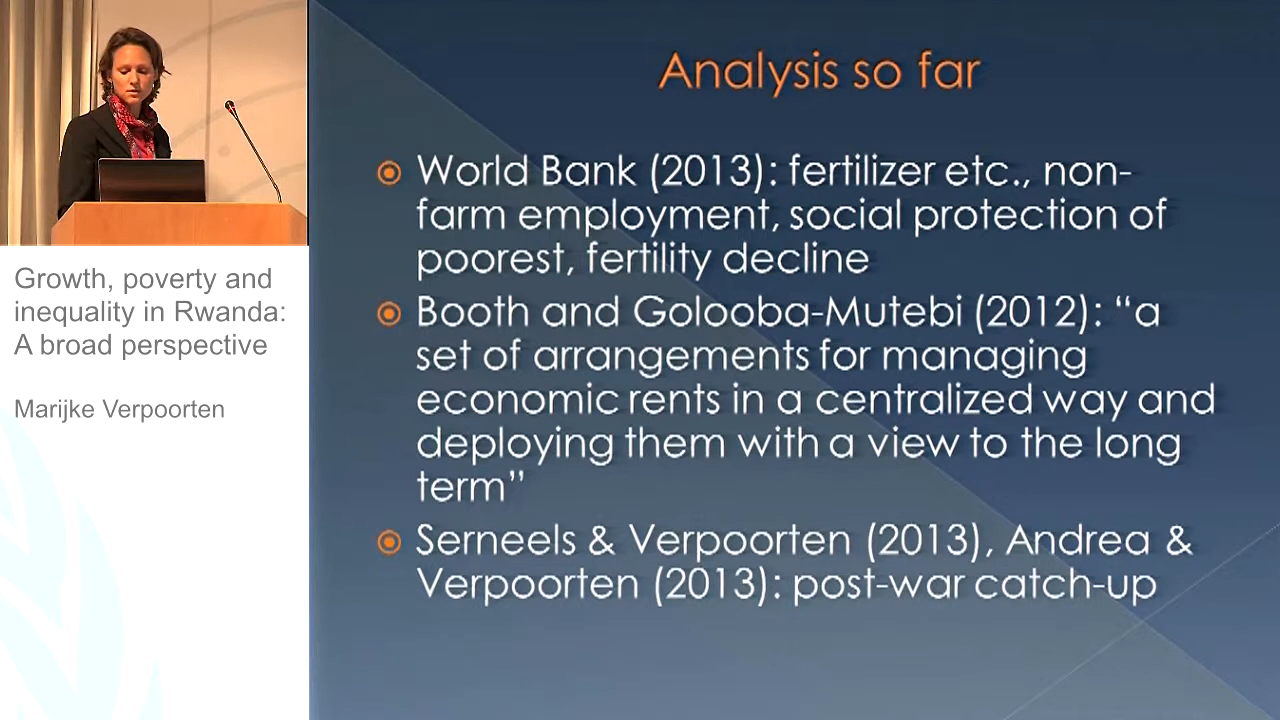 Growth, poverty and
inequality in Rwanda:
A broad perspective
Marijke Verpoorten
Analysis so far
World Bank (2013): fertilizer etc., non-
farm employment, social protection of
poorest, fertility decline
Booth and Golooba-Mutebi (2012): “a
set of arrangements for managing
economic rents in a centralized way and
deploying them with a view to the long
term”
Serneels & Verpoorten (2013), Andrea &
Verpoorten (2013): post-war catch-up